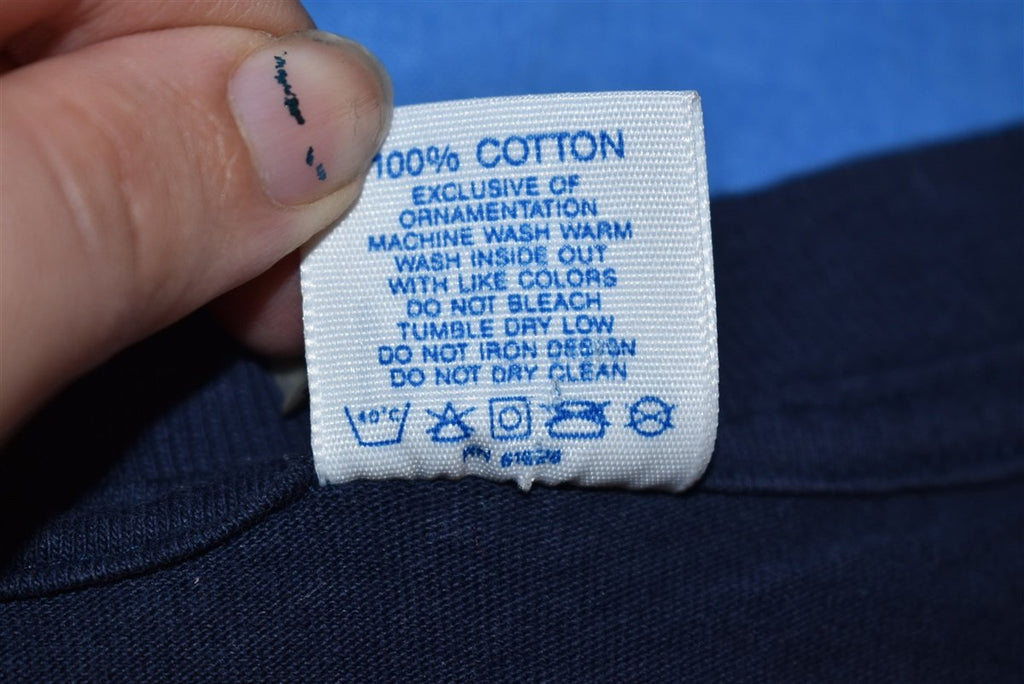 100% COTTON
EXCLUSIVE OF
ORNAMENTATION
MACHINE WASH WARM
WASH INSIDE OUT
WITH LIKE COLORS
DO NOT BLEACH
TUMBLE DRY LOW
DO NOT IRON DESIGN
DO NOT DRY CLEAN
40°C
RN